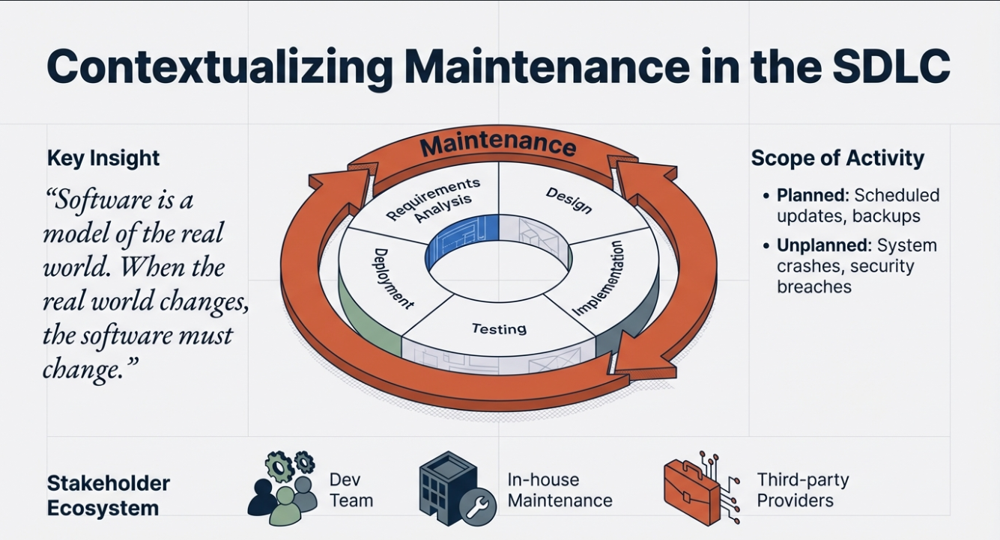 Contextualizing Maintenance in the SDLC
Key Insight
“Software is a
model of the real
world. When the
real world changes,
the software must
change.”
Maintenance
Requirements
Analysis
Design
Implementation
Testing
Deployment
Scope of Activity
• Planned: Scheduled
updates, backups
• Unplanned: System
crashes, security
breaches
Stakeholder
Ecosystem
Dev
Team
In-house
Maintenance
Third-party
Providers